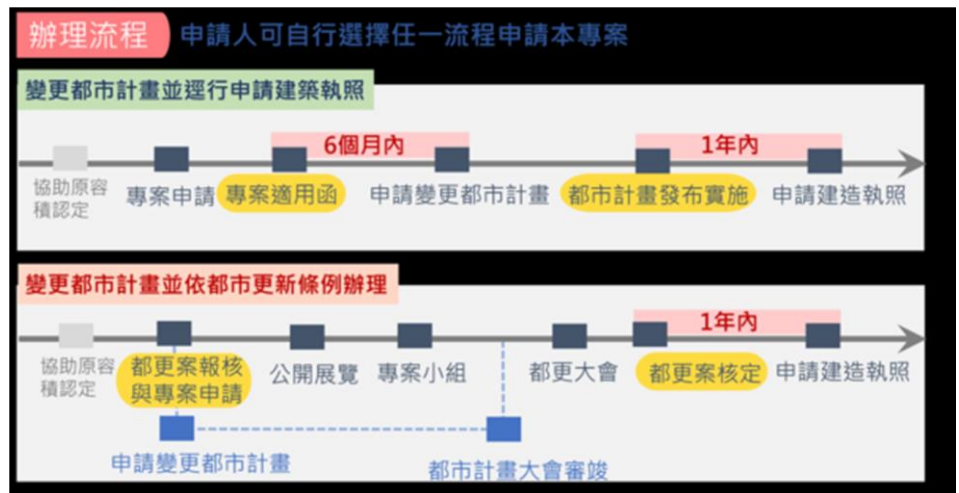 辦理流程 申請人可自行選擇任一流程申請本專案
變更都市計畫並逕行申請建築執照
6個月內
1年內
協助原容
積認定
專案申請
專案適用函
申請變更都市計畫
都市計畫發布實施
申請建造執照
變更都市計畫並依都市更新條例辦理
1年內
協助原容
積認定
都更案報核
與專案申請
公開展覽
專案小組
都更大會
都更案核定
申請建造執照
申請變更都市計畫
都市計畫大會審竣